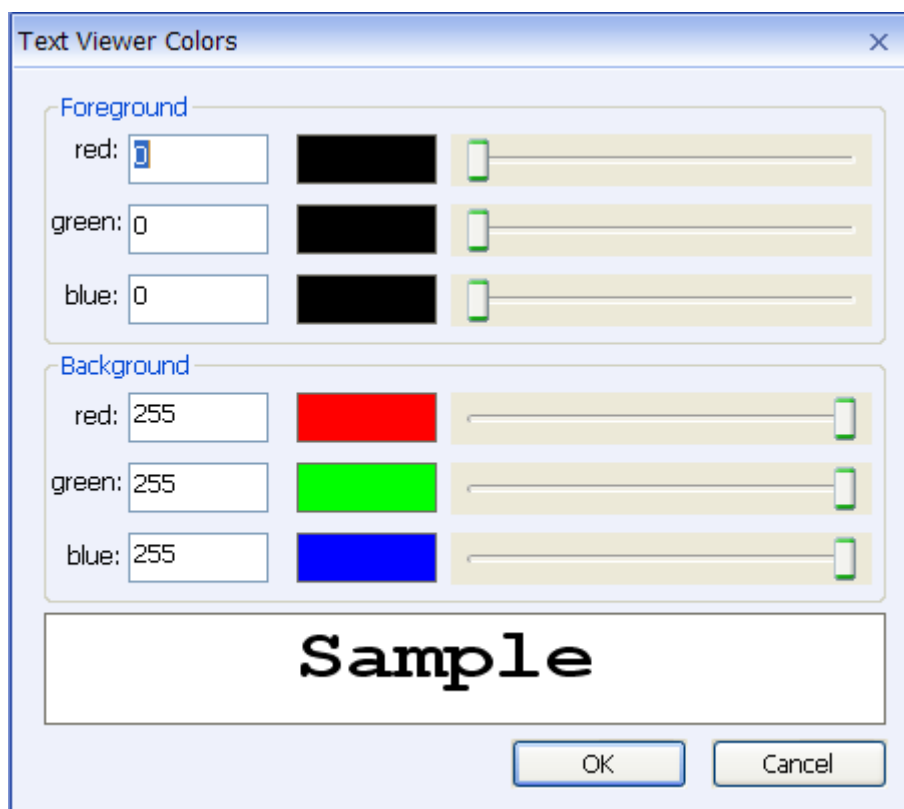 Text Viewer Colors
Foreground
red: 0
green: 0
blue: 0
Background
red: 255
green: 255
blue: 255
Sample
OK Cancel